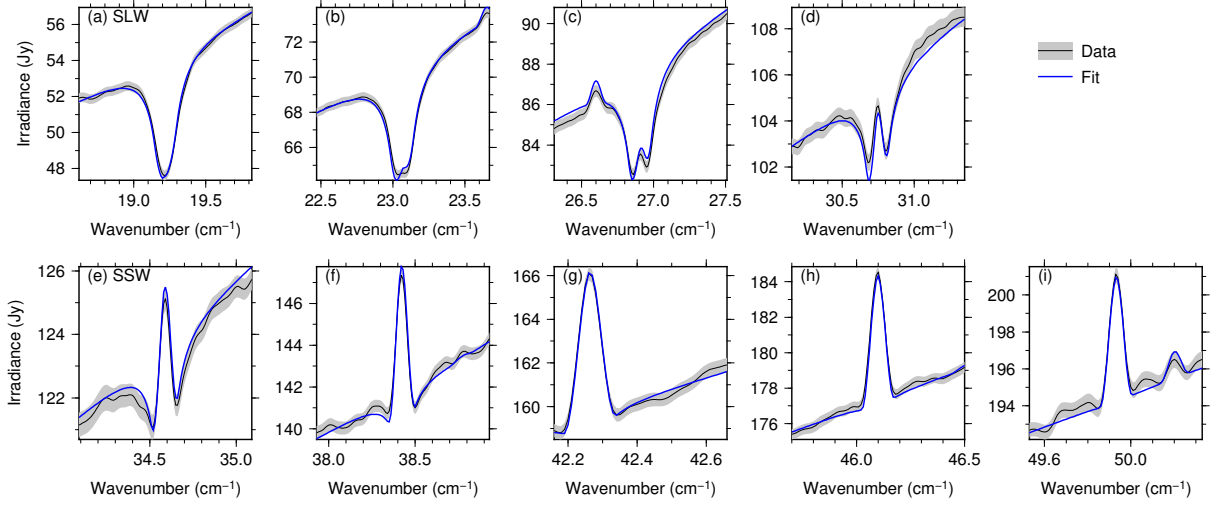 (a) SLW
(b)
(c)
(d)
Data
Fit
Irradiance (Jy)
56
54
52
50
48
72
70
68
66
64
90
88
86
84
108
106
104
102
19.0 19.5
22.5 23.0 23.5
26.5 27.0 27.5
30.5 31.0
Wavenumber (cm⁻¹)
Wavenumber (cm⁻¹)
Wavenumber (cm⁻¹)
Wavenumber (cm⁻¹)
(e) SSW
(f)
(g)
(h)
(i)
Irradiance (Jy)
126
124
122
146
144
142
140
166
164
162
160
184
182
180
178
176
200
198
196
194
34.5 35.0
38.0 38.5
42.2 42.4 42.6
46.0 46.5
49.6 50.0
Wavenumber (cm⁻¹)
Wavenumber (cm⁻¹)
Wavenumber (cm⁻¹)
Wavenumber (cm⁻¹)
Wavenumber (cm⁻¹)